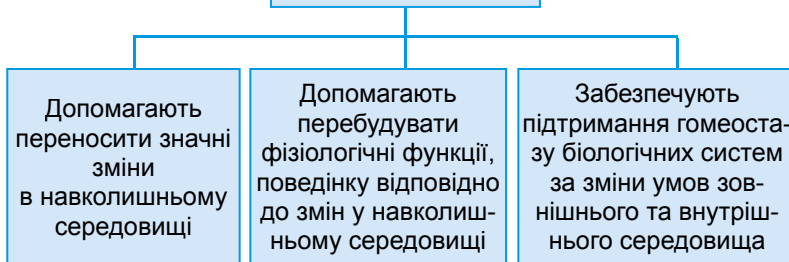 Допомагають
переносити значні
зміни
в навколишньому
середовищі
Допомагають
перебудувати
фізіологічні функції,
поведінку відповідно
до змін у навколиш-
ньому середовищі
Забезпечують
підтримання гомеоста-
зу біологічних систем
за зміни умов зов-
нішнього та внутріш-
нього середовища